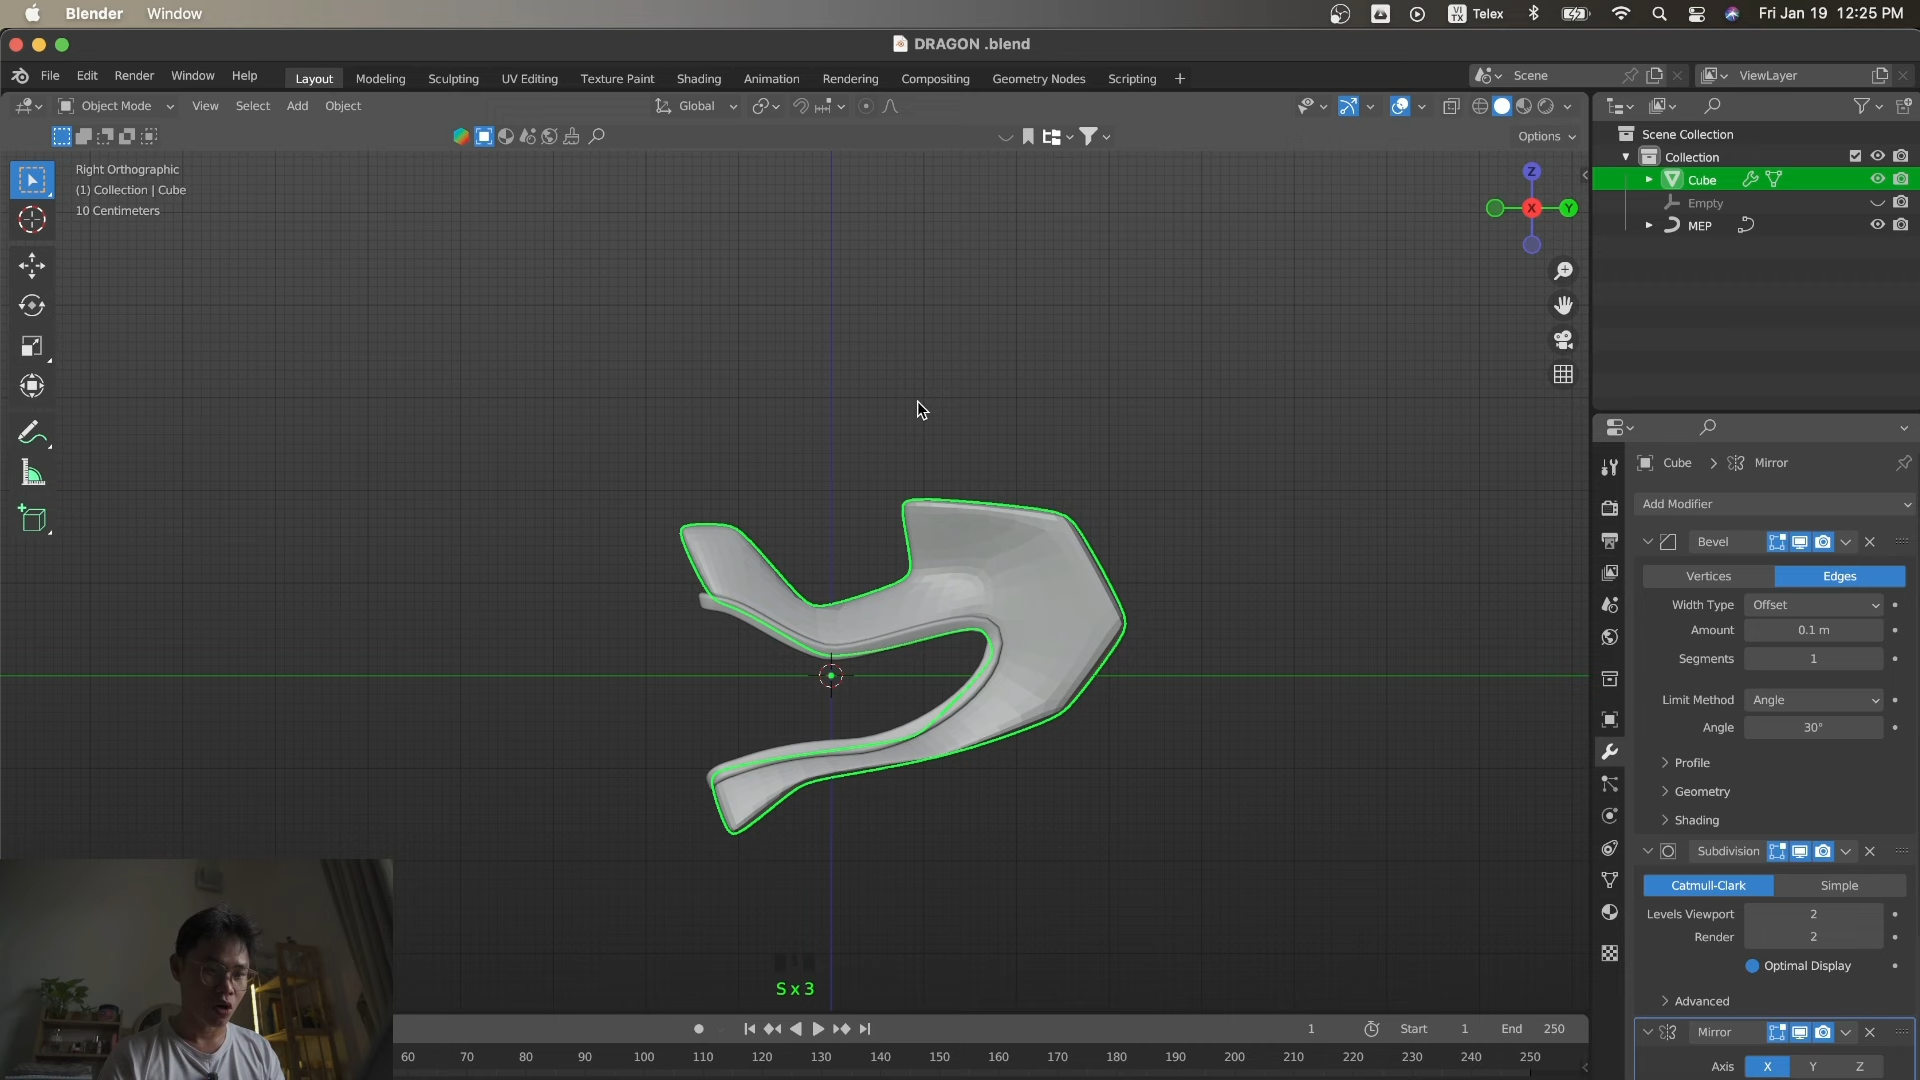 Blender Window
VI TX Telex Fri Jan 19 12:25 PM
DRAGON .blend
File Edit Render Window Help Layout Modeling Sculpting UV Editing Texture Paint Shading Animation Rendering Compositing Geometry Nodes Scripting + Scene ViewLayer
Object Mode View Select Add Object Global
Options
Scene Collection
Collection
Cube
Empty
MEP
Right Orthographic
(1) Collection | Cube
10 Centimeters
Z
X
Y
Cube > Mirror
Add Modifier
Bevel
Vertices Edges
Width Type Offset
Amount 0.1 m
Segments 1
Limit Method Angle
Angle 30°
Profile
Geometry
Shading
Subdivision
Catmull-Clark Simple
Levels Viewport 2
Render 2
Optimal Display
Advanced
Mirror
Axis X Y Z
S x 3
1 Start 1 End 250
60 70 80 90 100 110 120 130 140 150 160 170 180 190 200 210 220 230 240 250